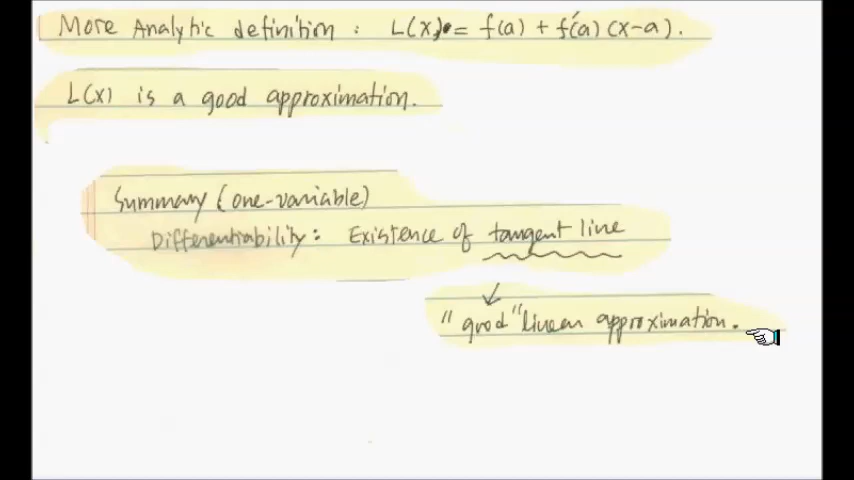 More Analytic definition : L(x) = f(a) + f'(a) (x-a).
L(x) is a good approximation.
Summary (one-variable)
Differentiability : Existence of tangent line
"good" linear approximation.